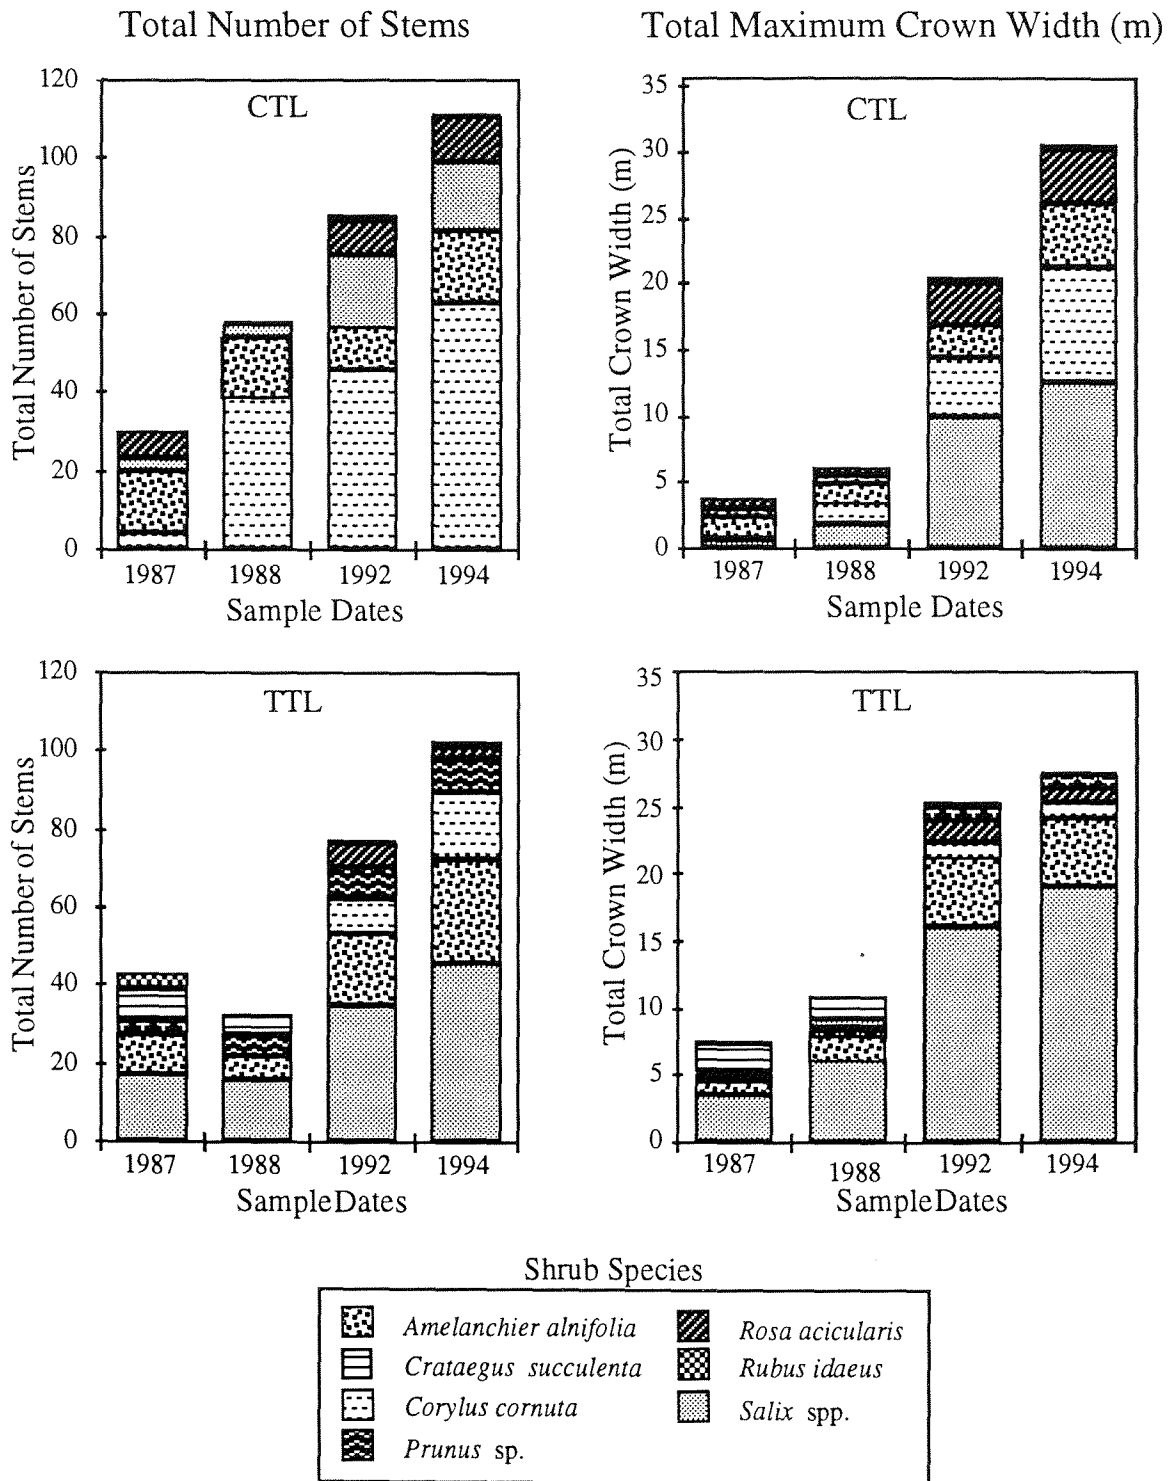 Total Number of Stems
Total Maximum Crown Width (m)
CTL
Total Number of Stems
120
100
80
60
40
20
0
1987 1988 1992 1994
Sample Dates
CTL
Total Crown Width (m)
35
30
25
20
15
10
5
0
1987 1988 1992 1994
Sample Dates
TTL
Total Number of Stems
120
100
80
60
40
20
0
1987 1988 1992 1994
SampleDates
TTL
Total Crown Width (m)
35
30
25
20
15
10
5
0
1987 1988 1992 1994
SampleDates
Shrub Species
Amelanchier alnifolia
Crataegus succulenta
Corylus cornuta
Prunus sp.
Rosa acicularis
Rubus idaeus
Salix spp.